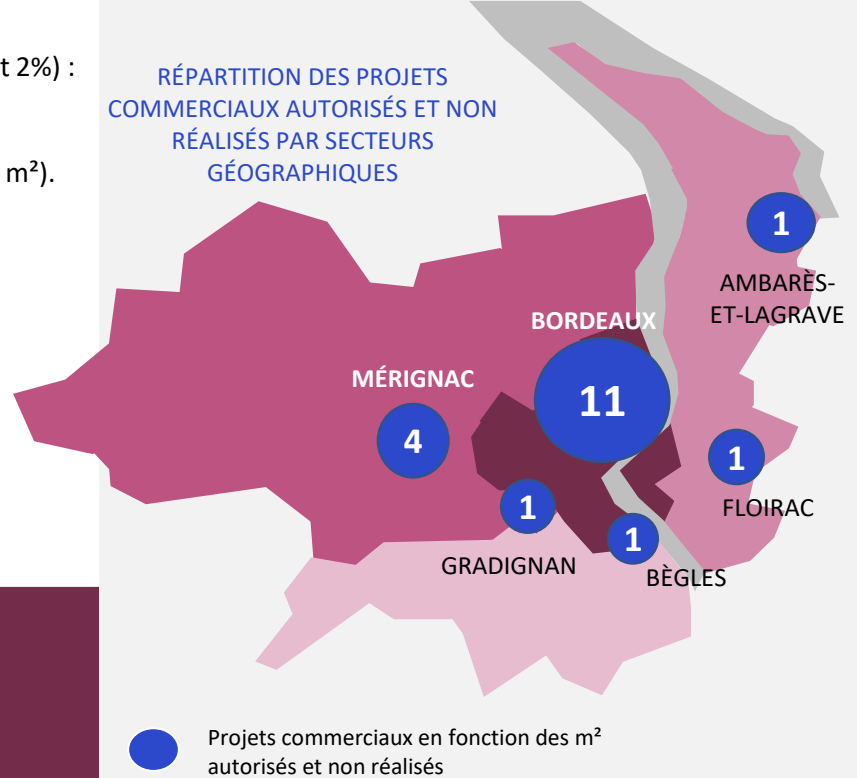 t 2%) :
m²).
RÉPARTITION DES PROJETS
COMMERCIAUX AUTORISÉS ET NON
RÉALISÉS PAR SECTEURS
GÉOGRAPHIQUES
1
AMBARÈS-
ET-LAGRAVE
BORDEAUX
11
MÉRIGNAC
4
1
FLOIRAC
1
GRADIGNAN
1
BÈGLES
Projets commerciaux en fonction des m²
autorisés et non réalisés